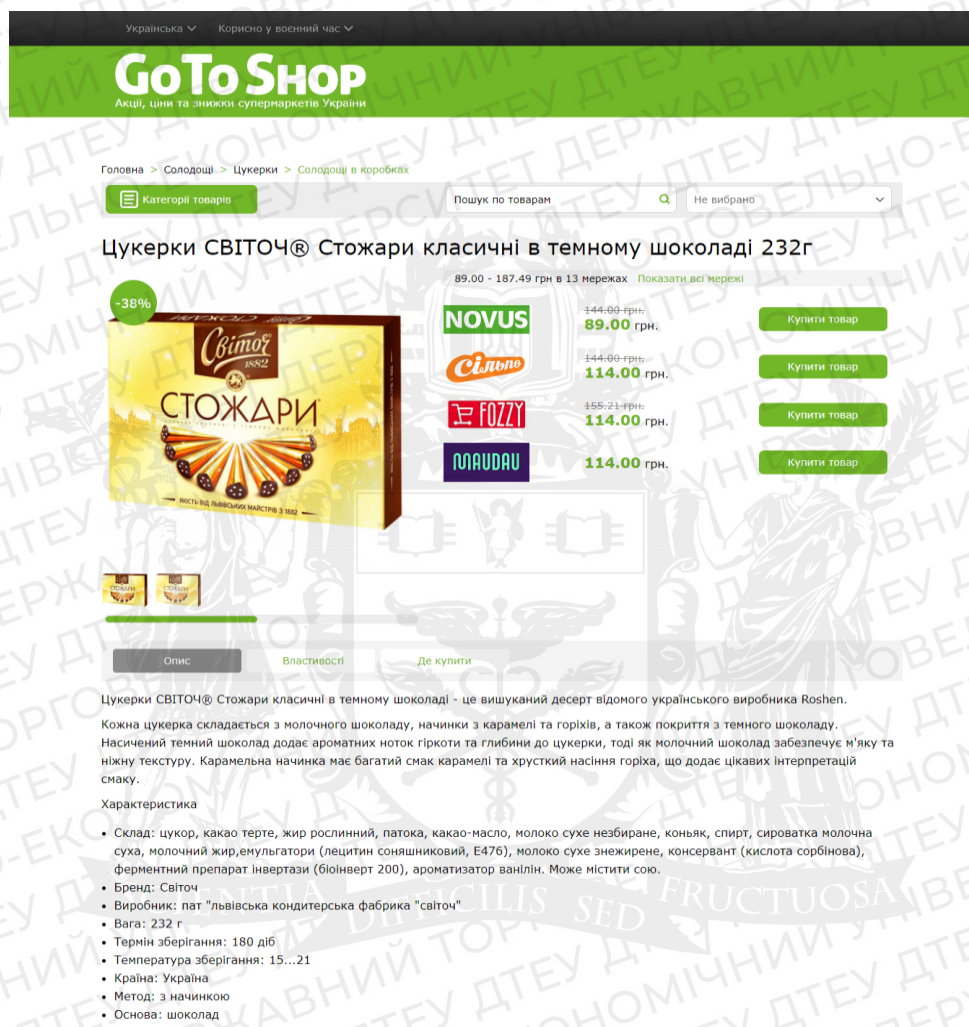 Українська Корисно у воєнний час
GoToShop
Акції, ціни та знижки супермаркетів України
Головна > Солодощі > Цукерки > Солодощі в коробках
Категорії товарів Пошук по товарам Не вибрано
Цукерки СВІТОЧ® Стожари класичні в темному шоколаді 232г
89.00 - 187.49 грн в 13 мережах Показати всі мережі
-38%
Світоч®
1882
СТОЖАРИ
ЯКІСТЬ ВІД ЛЬВІВСЬКИХ МАЙСТРІВ З 1882
NOVUS 144.00 грн. 89.00 грн. Купити товар
Сільпо 144.00 грн. 114.00 грн. Купити товар
FOZZY 155.21 грн. 114.00 грн. Купити товар
MAUDAU 114.00 грн. Купити товар
Опис Властивості Де купити
Цукерки СВІТОЧ® Стожари класичні в темному шоколаді - це вишуканий десерт відомого українського виробника Roshen.
Кожна цукерка складається з молочного шоколаду, начинки з карамелі та горіхів, а також покриття з темного шоколаду.
Насичений темний шоколад додає ароматних ноток гіркоти та глибини до цукерки, тоді як молочний шоколад забезпечує м'яку та
ніжну текстуру. Карамельна начинка має багатий смак карамелі та хрусткий насіння горіха, що додає цікавих інтерпретацій
смаку.
Характеристика
• Склад: цукор, какао терте, жир рослинний, патока, какао-масло, молоко сухе незбиране, коньяк, спирт, сироватка молочна
суха, молочний жир,емульгатори (лецитин соняшниковий, Е476), молоко сухе знежирене, консервант (кислота сорбінова),
ферментний препарат інвертази (біоінверт 200), ароматизатор ванілін. Може містити сою.
• Бренд: Світоч
• Виробник: пат "львівська кондитерська фабрика "світоч"
• Вага: 232 г
• Термін зберігання: 180 діб
• Температура зберігання: 15...21
• Країна: Україна
• Метод: з начинкою
• Основа: шоколад